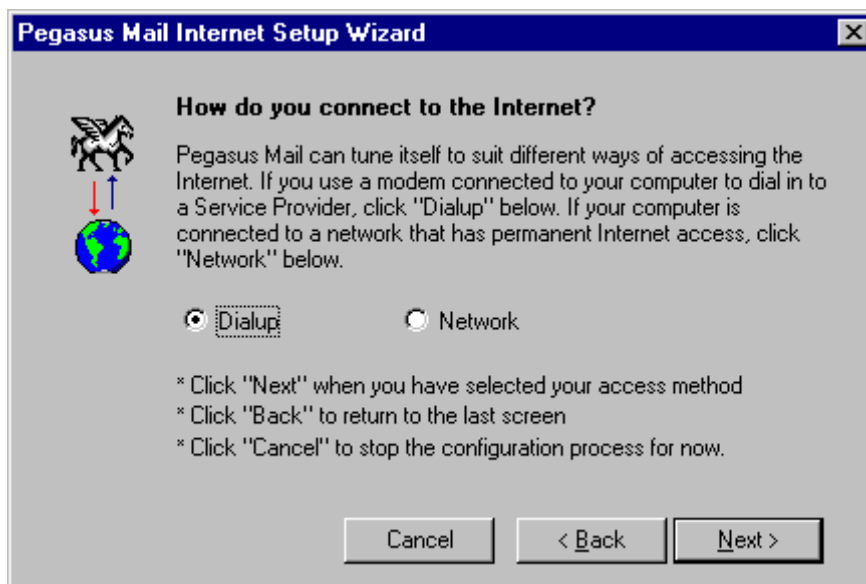 Pegasus Mail Internet Setup Wizard
How do you connect to the Internet?
Pegasus Mail can tune itself to suit different ways of accessing the
Internet. If you use a modem connected to your computer to dial in to
a Service Provider, click "Dialup" below. If your computer is
connected to a network that has permanent Internet access, click
"Network" below.
Dialup Network
* Click "Next" when you have selected your access method
* Click "Back" to return to the last screen
* Click "Cancel" to stop the configuration process for now.
Cancel < Back Next >